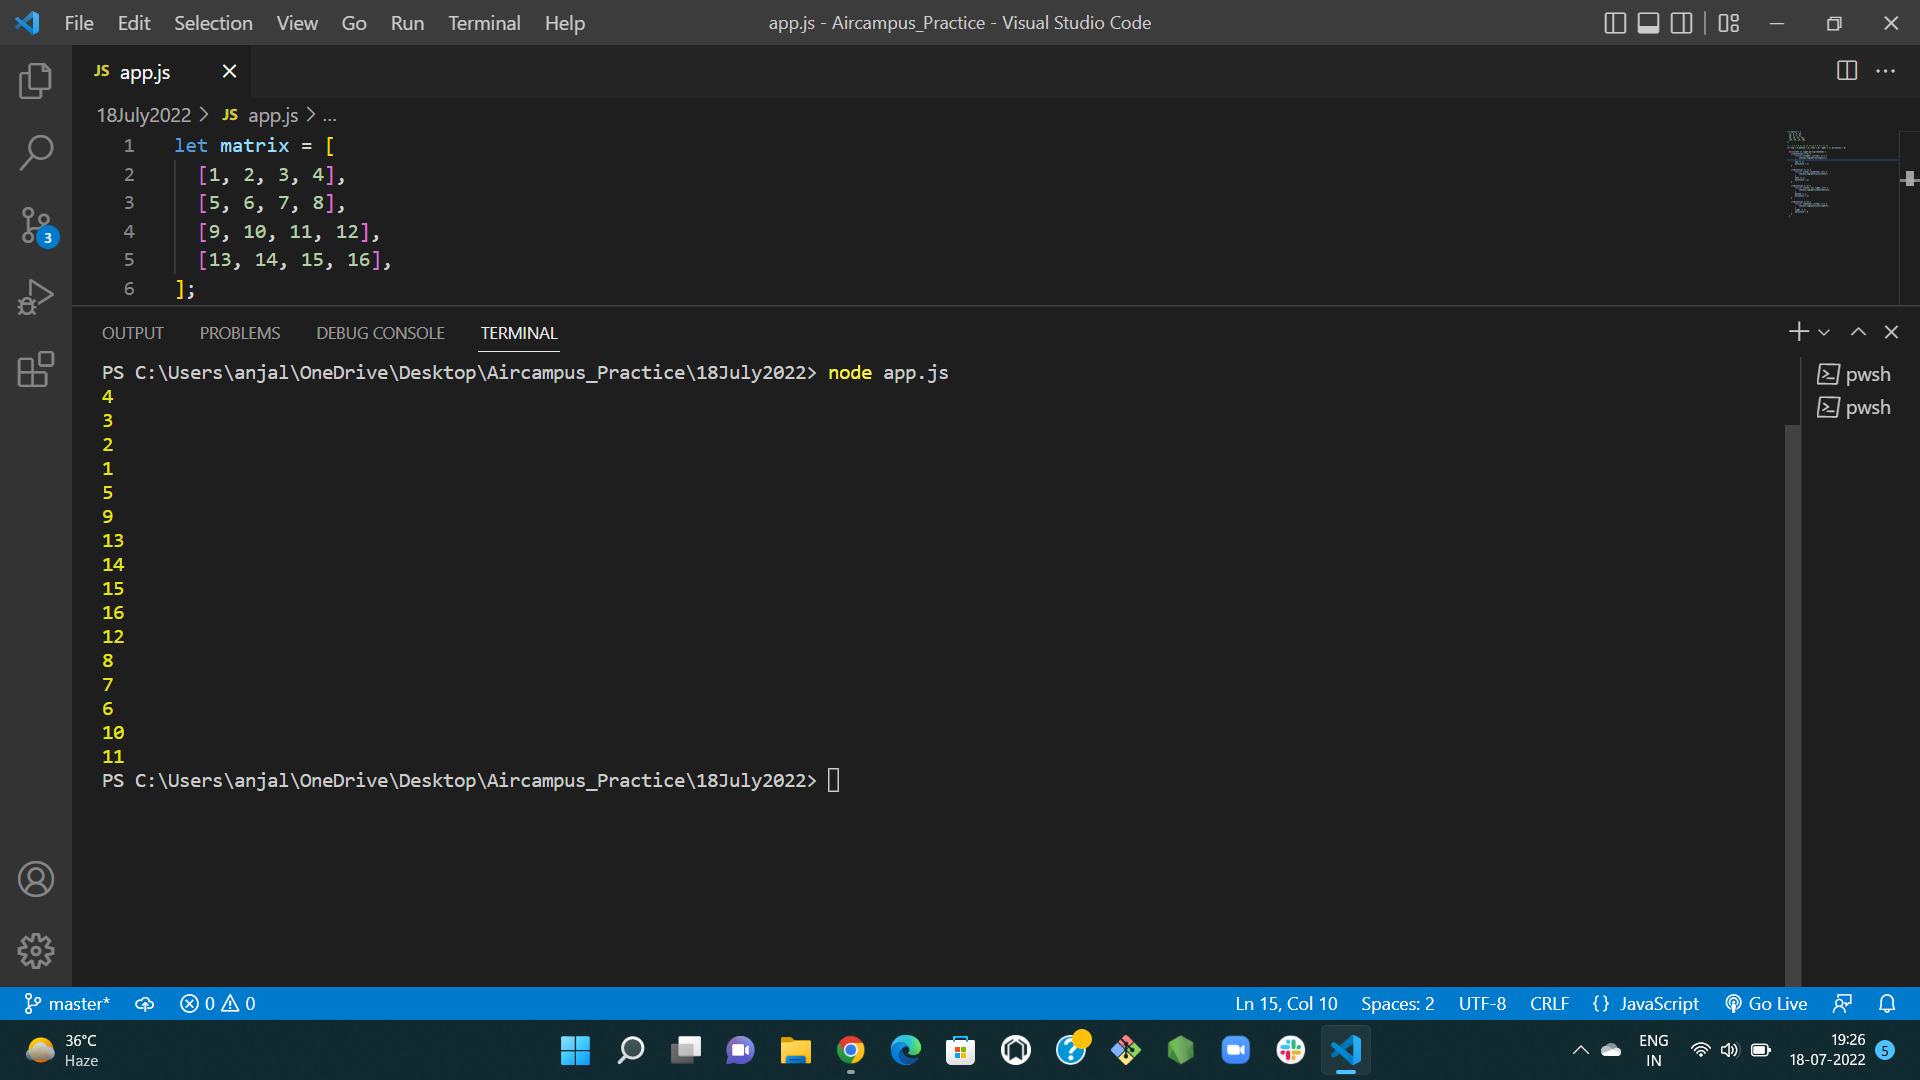 File Edit Selection View Go Run Terminal Help
app.js - Aircampus_Practice - Visual Studio Code
JS app.js
18July2022 > JS app.js > ...
1 let matrix = [
2 [1, 2, 3, 4],
3 [5, 6, 7, 8],
4 [9, 10, 11, 12],
5 [13, 14, 15, 16],
6 ];
3
OUTPUT PROBLEMS DEBUG CONSOLE TERMINAL
PS C:\Users\anjal\OneDrive\Desktop\Aircampus_Practice\18July2022> node app.js
4
3
2
1
5
9
13
14
15
16
12
8
7
6
10
11
PS C:\Users\anjal\OneDrive\Desktop\Aircampus_Practice\18July2022>
pwsh
pwsh
master* 0 0
Ln 15, Col 10 Spaces: 2 UTF-8 CRLF {} JavaScript Go Live
36°C
Haze
ENG
IN
19:26
18-07-2022
5